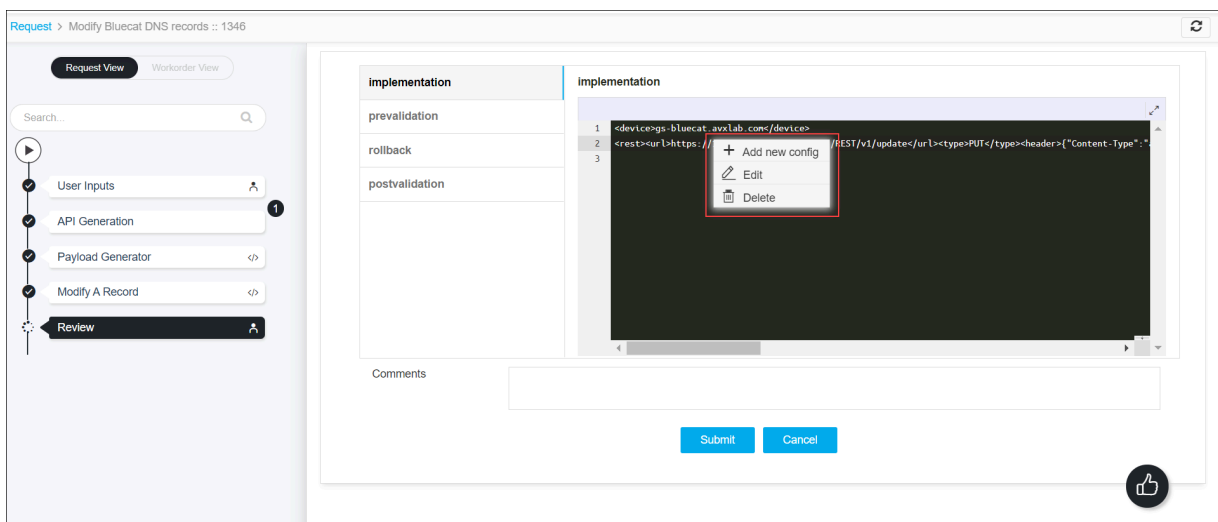 Request > Modify Bluecat DNS records :: 1346
Request View Workorder View
Search...
User Inputs
1
API Generation
Payload Generator </>
Modify A Record </>
Review
implementation
prevalidation
rollback
postvalidation
implementation
1 <device>gs-bluecat.avxlab.com</device>
2 <rest><url>https:// /REST/v1/update</url><type>PUT</type><header>{"Content-Type":"
3
+ Add new config
Edit
Delete
Comments
Submit Cancel